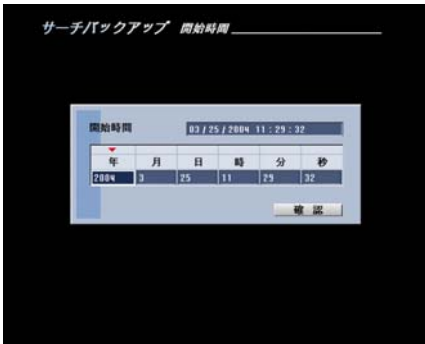 サーチバックアップ 開始時間
開始時間 03 / 25 / 2004 11 : 29 : 32
年 月 日 時 分 秒
2004 3 25 11 29 32
確 認